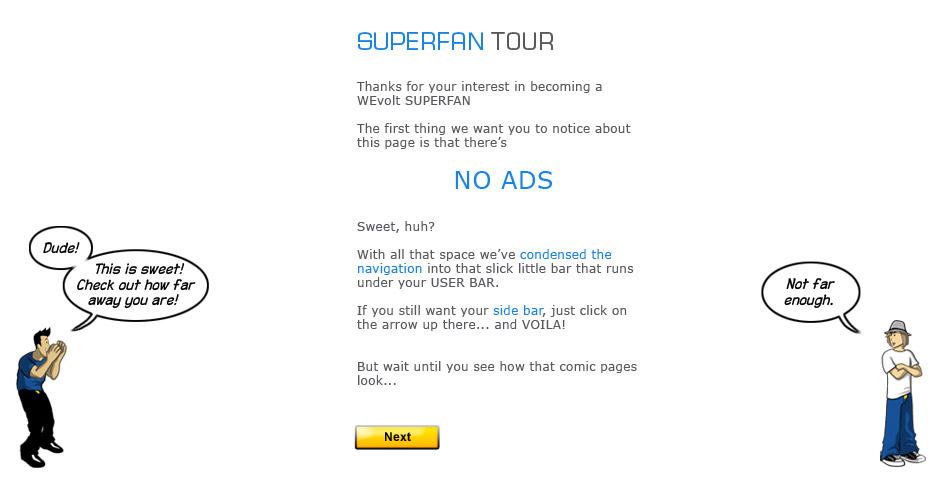 SUPERFAN TOUR
Thanks for your interest in becoming a
WEvolt SUPERFAN
The first thing we want you to notice about
this page is that there’s
NO ADS
Sweet, huh?
With all that space we’ve condensed the
navigation into that slick little bar that runs
under your USER BAR.
If you still want your side bar, just click on
the arrow up there... and VOILA!
But wait until you see how that comic pages
look...
Next
Dude!
This is sweet!
Check out how far
away you are!
Not far
enough.